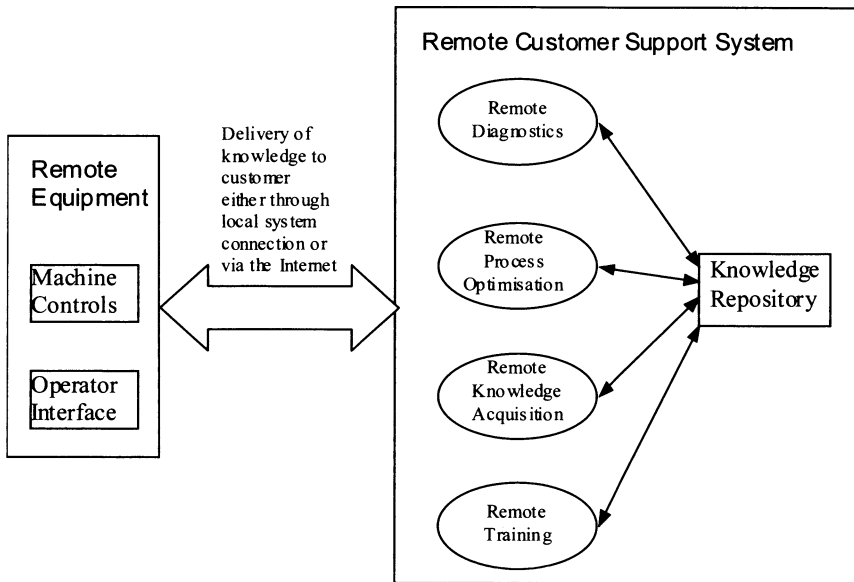 Remote Customer Support System
Remote
Diagnostics
Delivery of
knowledge to
customer
either through
local system
connection or
via the Internet
Remote
Equipment
Machine
Controls
Operator
Interface
Remote
Process
Optimisation
Knowledge
Repository
Remote
Knowledge
Acquisition
Remote
Training